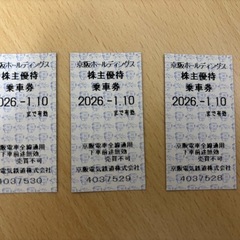 京阪ホールディングス
株主優待
乗車券
2026.-1.10
まで有効
京阪電車全線通用
下車前途無効
売買不可
京阪電気鉄道株式会社
4037530
京阪ホールディングス
株主優待
乗車券
2026.-1.10
まで有効
京阪電車全線通用
下車前途無効
売買不可
京阪電気鉄道株式会社
4037529
京阪ホールディングス
株主優待
乗車券
2026.-1.10
まで有効
京阪電車全線通用
下車前途無効
売買不可
京阪電気鉄道株式会社
4037528